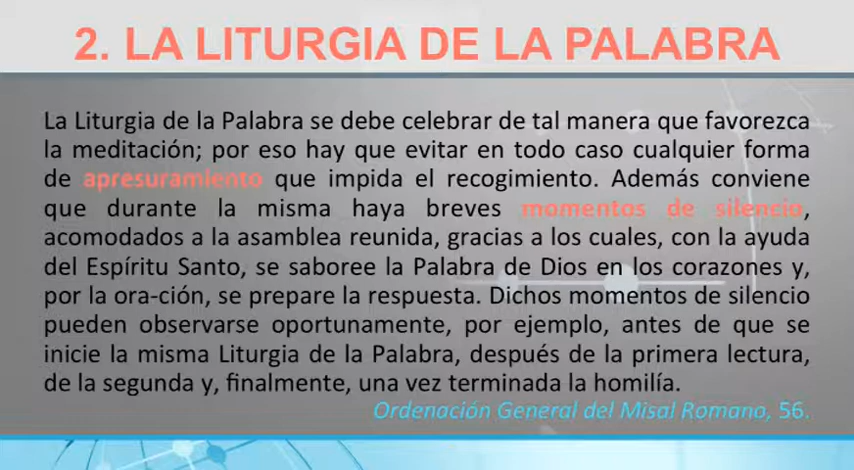 2. LA LITURGIA DE LA PALABRA
La Liturgia de la Palabra se debe celebrar de tal manera que favorezca
la meditación; por eso hay que evitar en todo caso cualquier forma
de apresuramiento que impida el recogimiento. Además conviene
que durante la misma haya breves momentos de silencio,
acomodados a la asamblea reunida, gracias a los cuales, con la ayuda
del Espíritu Santo, se saboree la Palabra de Dios en los corazones y,
por la ora-ción, se prepare la respuesta. Dichos momentos de silencio
pueden observarse oportunamente, por ejemplo, antes de que se
inicie la misma Liturgia de la Palabra, después de la primera lectura,
de la segunda y, finalmente, una vez terminada la homilía.
Ordenación General del Misal Romano, 56.